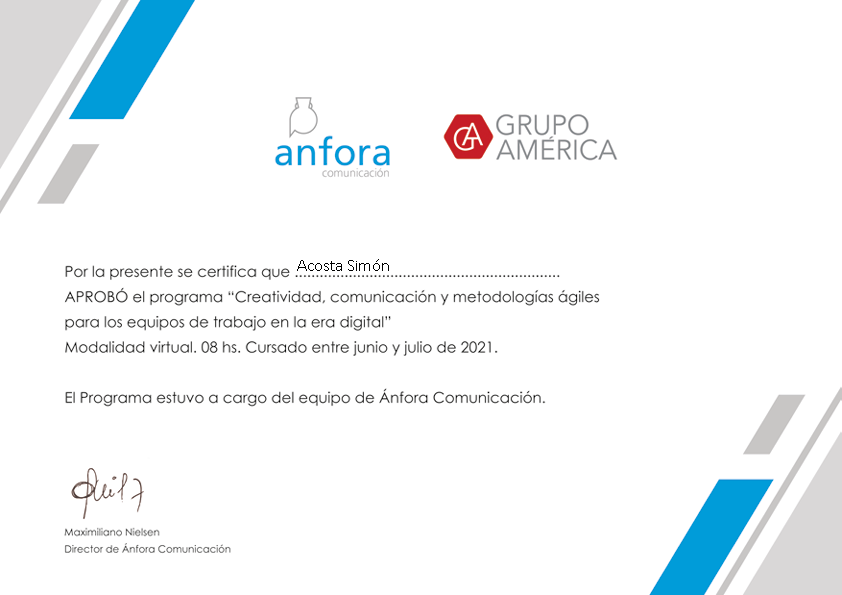 anfora
comunicación
GRUPO
AMÉRICA
Por la presente se certifica que Acosta Simón
APROBÓ el programa “Creatividad, comunicación y metodologías ágiles
para los equipos de trabajo en la era digital”
Modalidad virtual. 08 hs. Cursado entre junio y julio de 2021.
El Programa estuvo a cargo del equipo de Ánfora Comunicación.
Maximiliano Nielsen
Director de Ánfora Comunicación